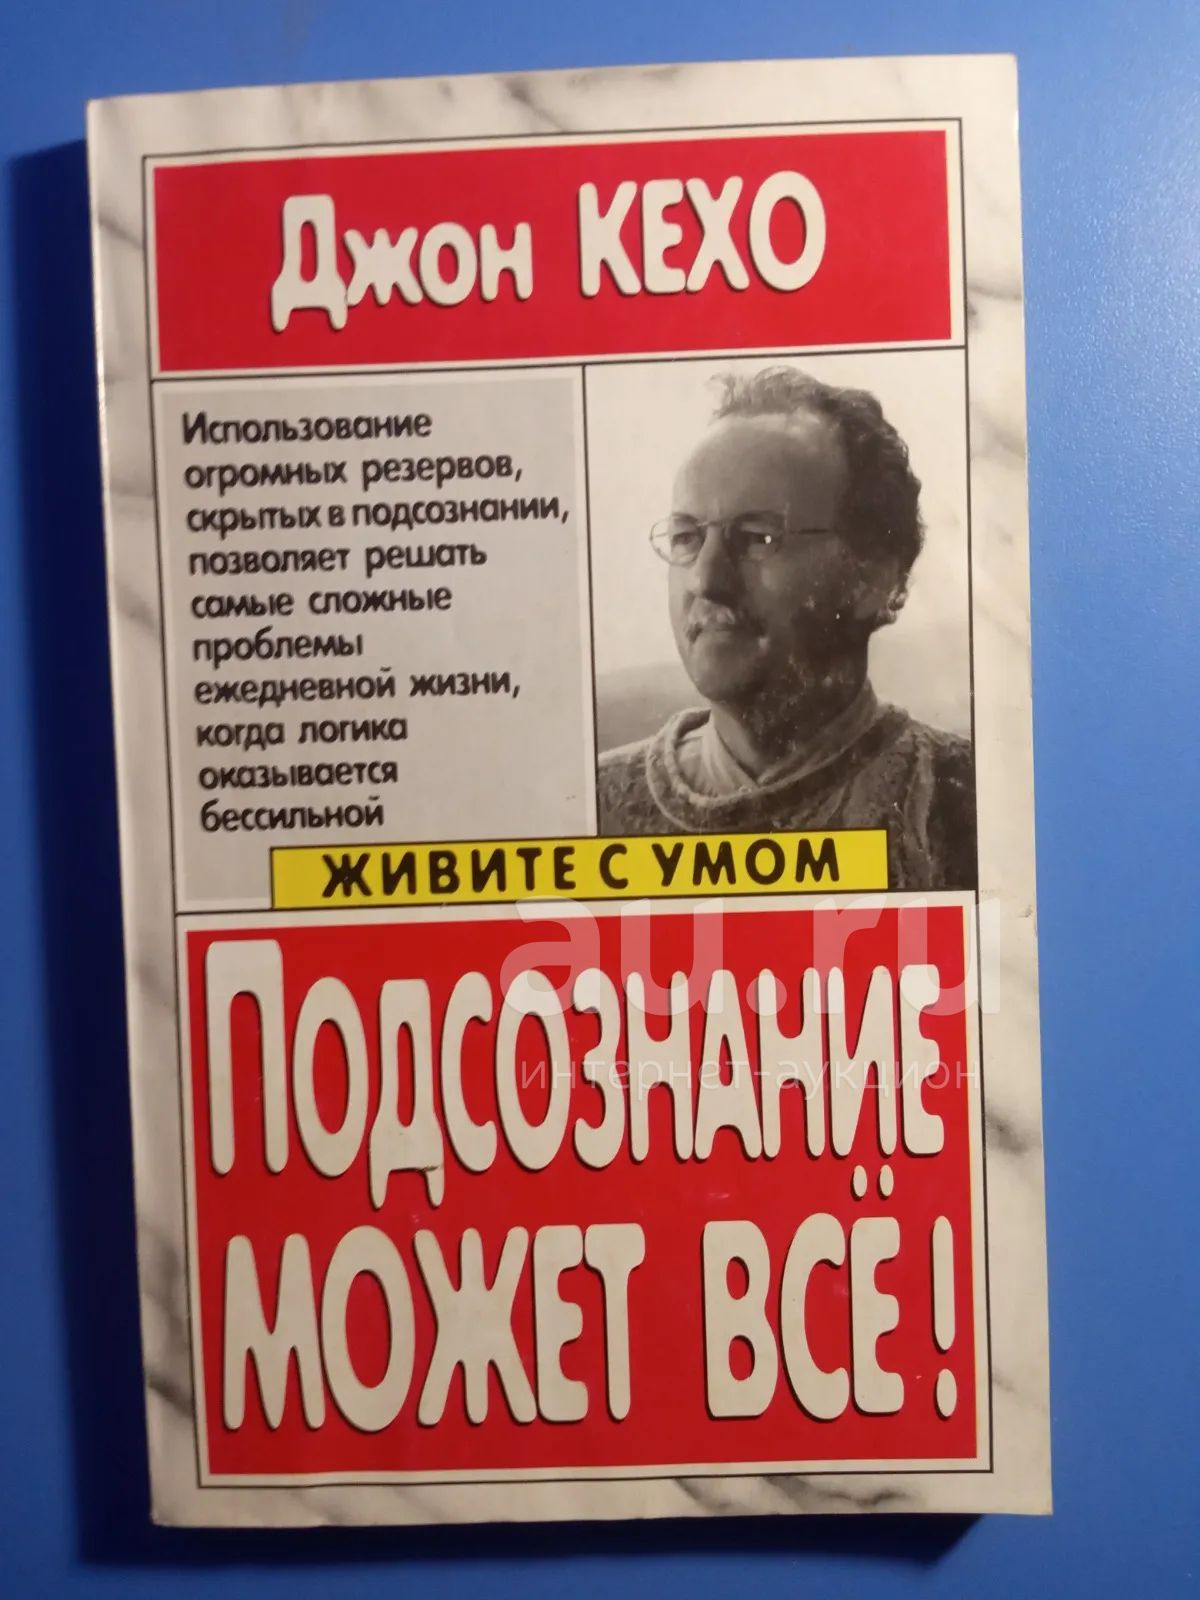 Джон КЕХО
Использование
огромных резервов,
скрытых в подсознании,
позволяет решать
самые сложные
проблемы
ежедневной жизни,
когда логика
оказывается
бессильной
ЖИВИТЕ С УМОМ
ПОДСОЗНАНИЕ
МОЖЕТ ВСЁ!
au.ru
интернет-аукцион